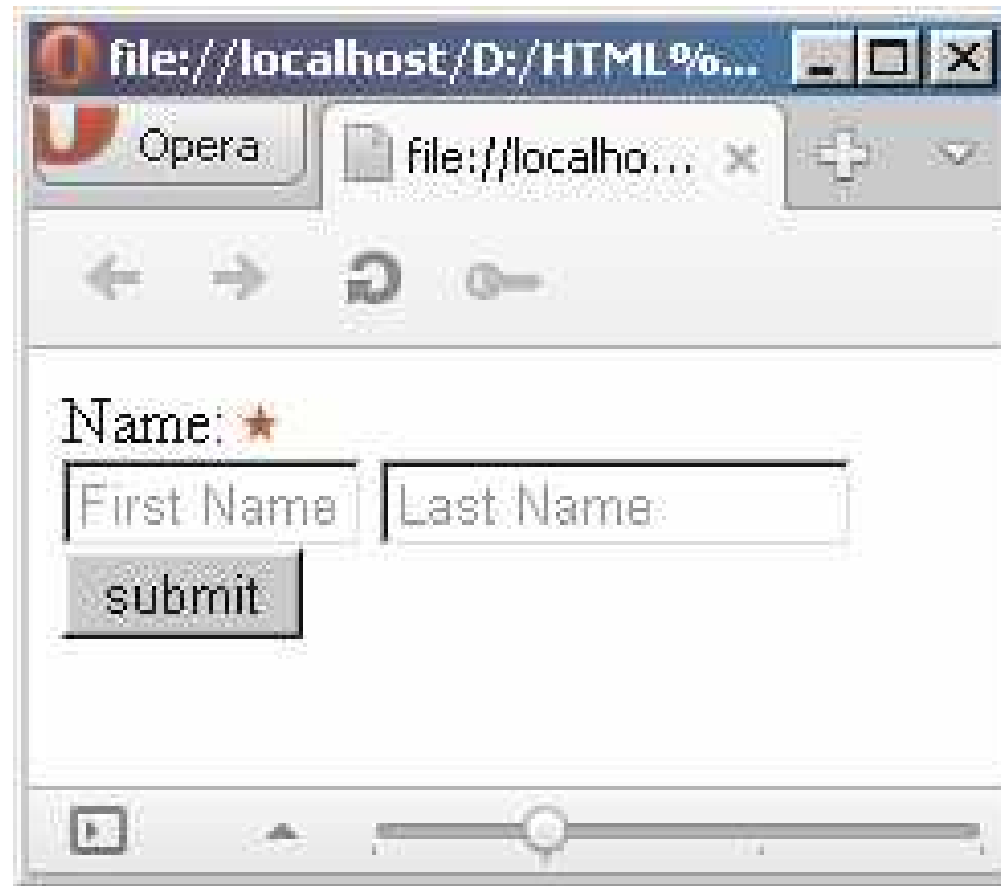 file://localhost/D:/HTML%...
Opera
file://localho...
Name: ★
First Name
Last Name
submit